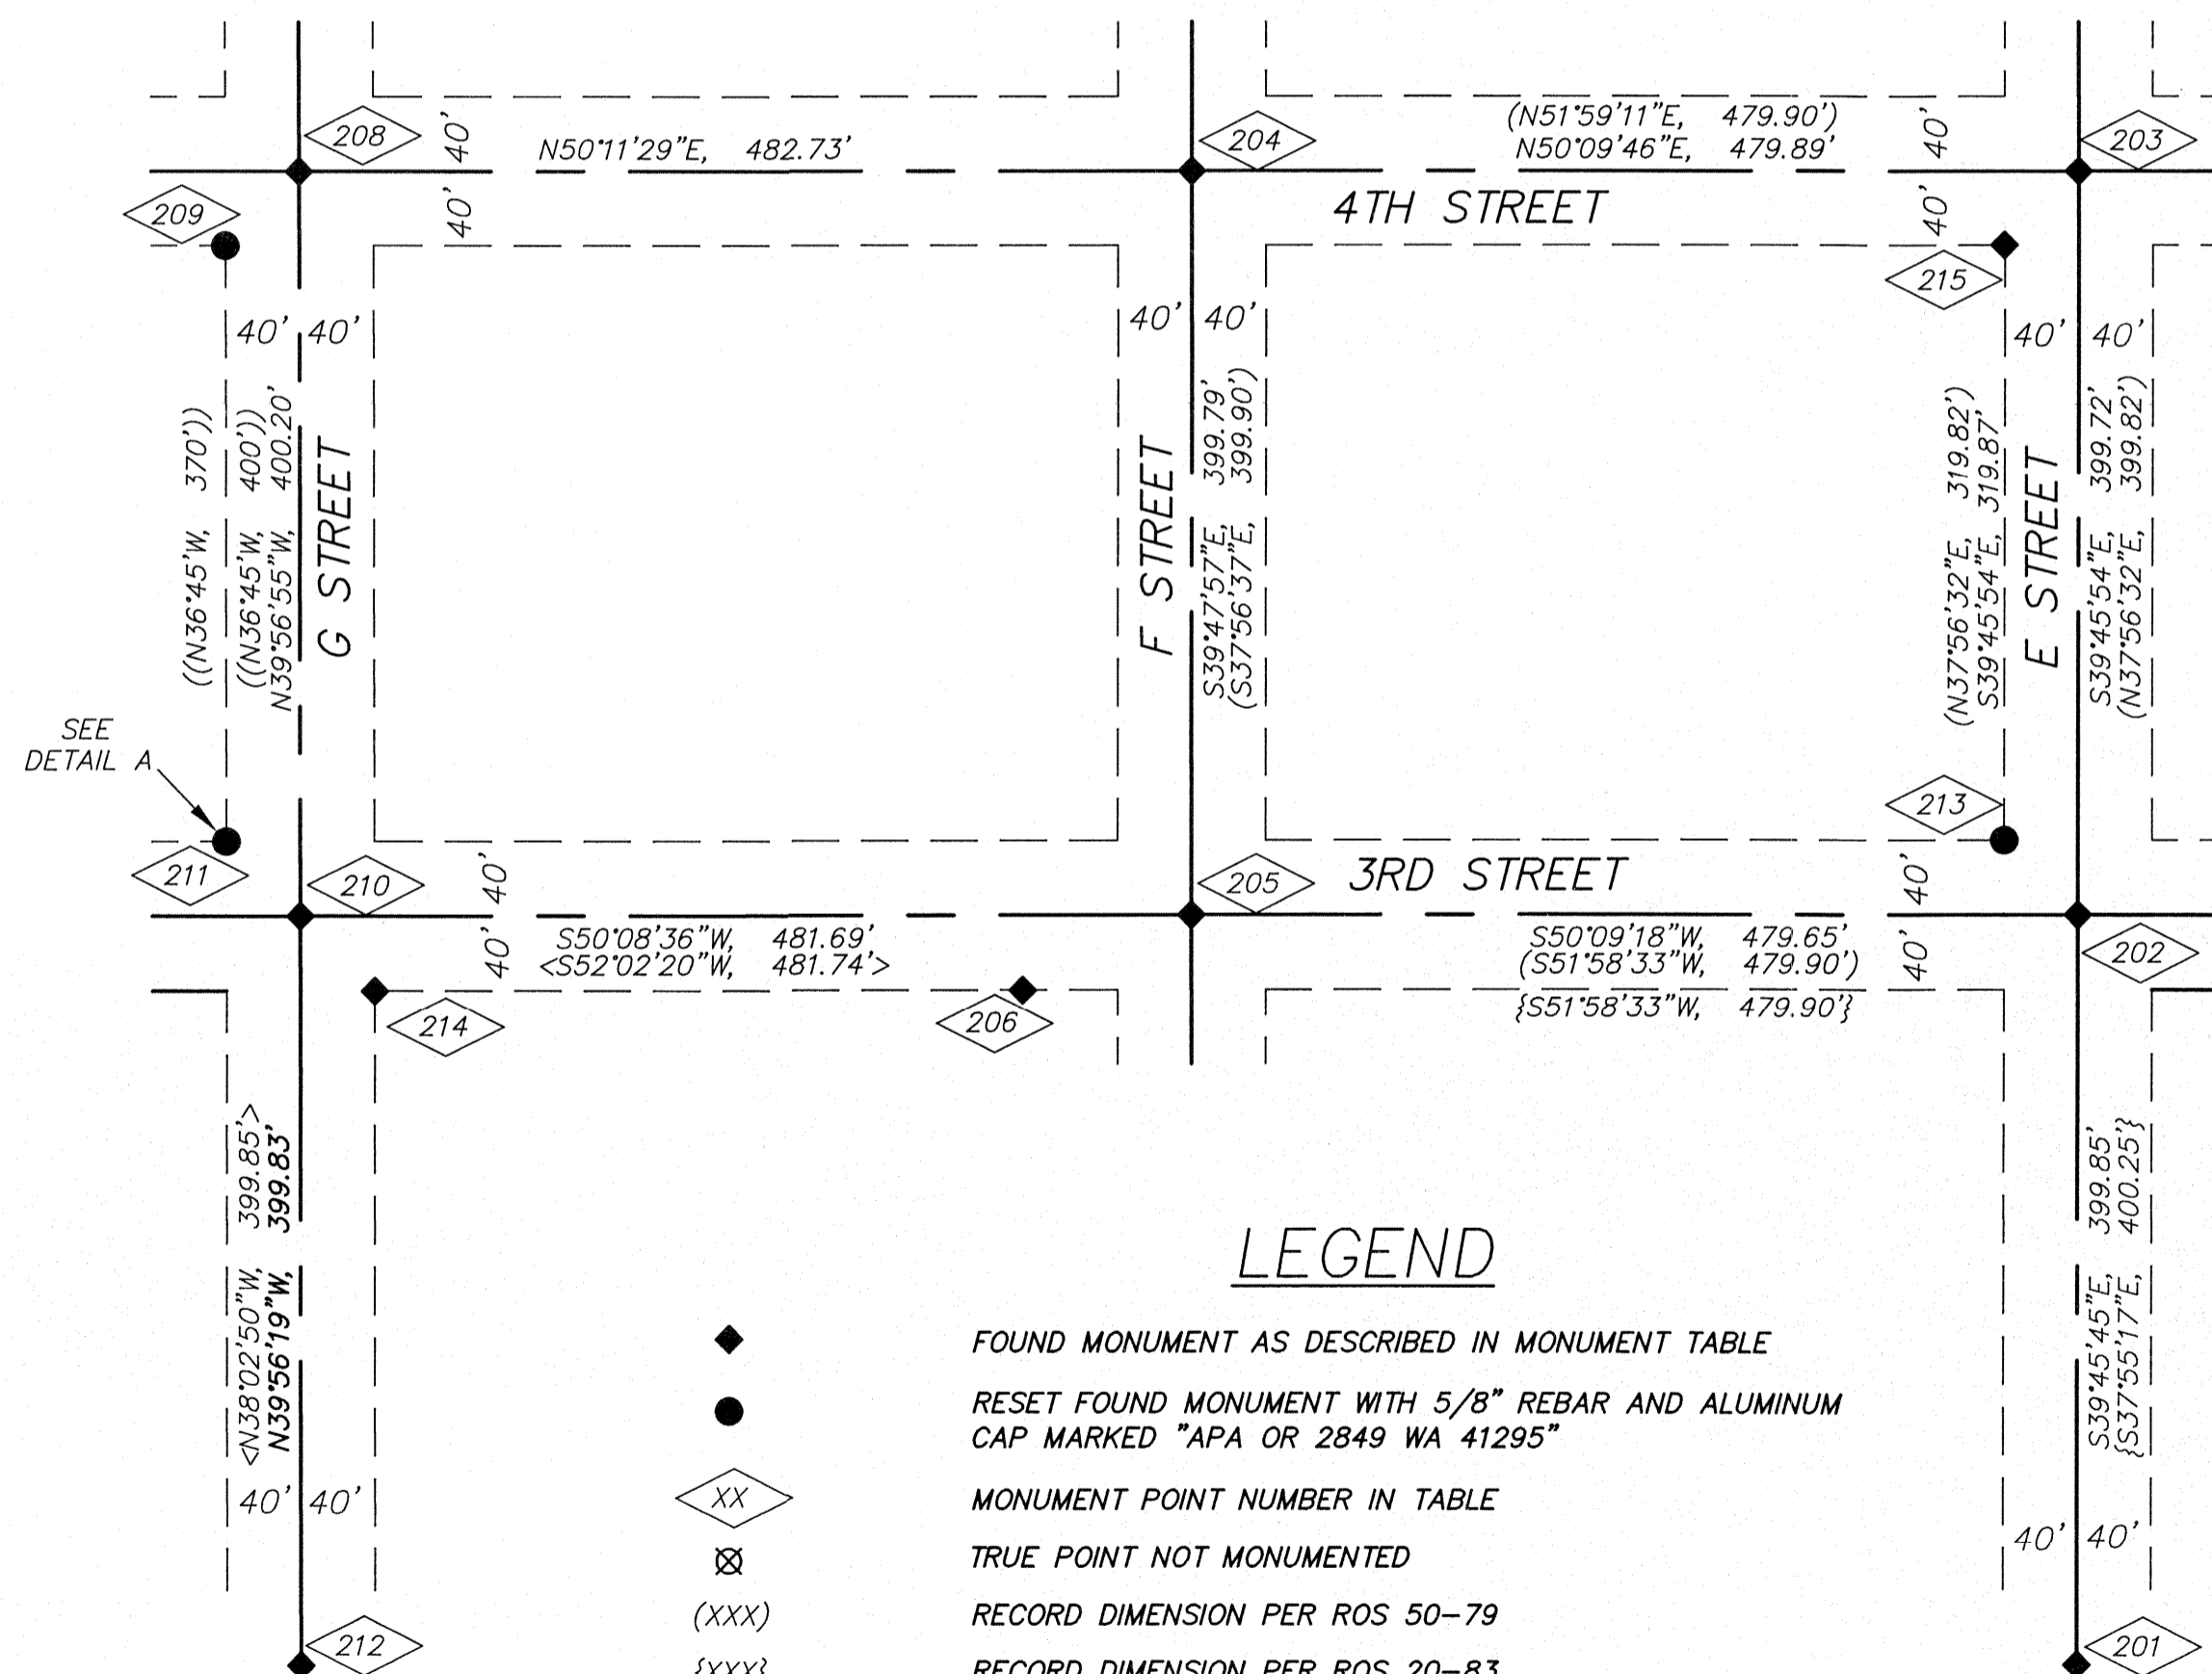 208
40'
N50°11'29"E, 482.73'
204
(N51°59'11"E, 479.90')
N50°09'46"E, 479.89'
40'
203
209
40'
4TH STREET
40'
215
40' 40'
40' 40'
40' 40'
((N36°45'W, 370'))
((N36°45'W, 400'))
N39°56'55"W, 400.20'
G STREET
F STREET
S39°47'57"E, 399.79'
(S37°56'37"E, 399.90')
(N37°56'32"E, 319.82')
S39°45'54"E, 319.87'
E STREET
S39°45'54"E, 399.72'
(N37°56'32"E, 399.82')
SEE
DETAIL A
213
211
210
40'
205
3RD STREET
40'
40'
S50°08'36"W, 481.69'
<S52°02'20"W, 481.74'>
S50°09'18"W, 479.65'
(S51°58'33"W, 479.90')
{S51°58'33"W, 479.90'}
40'
202
214
206
<N38°02'50"W, 399.85'>
N39°56'19"W, 399.83'
S39°45'45"E, 399.85'
{S37°55'17"E, 400.25'}
40' 40'
40' 40'
LEGEND
FOUND MONUMENT AS DESCRIBED IN MONUMENT TABLE
RESET FOUND MONUMENT WITH 5/8" REBAR AND ALUMINUM
CAP MARKED "APA OR 2849 WA 41295"
XX MONUMENT POINT NUMBER IN TABLE
TRUE POINT NOT MONUMENTED
(XXX) RECORD DIMENSION PER ROS 50-79
{XXX} RECORD DIMENSION PER ROS 20-83
212
201